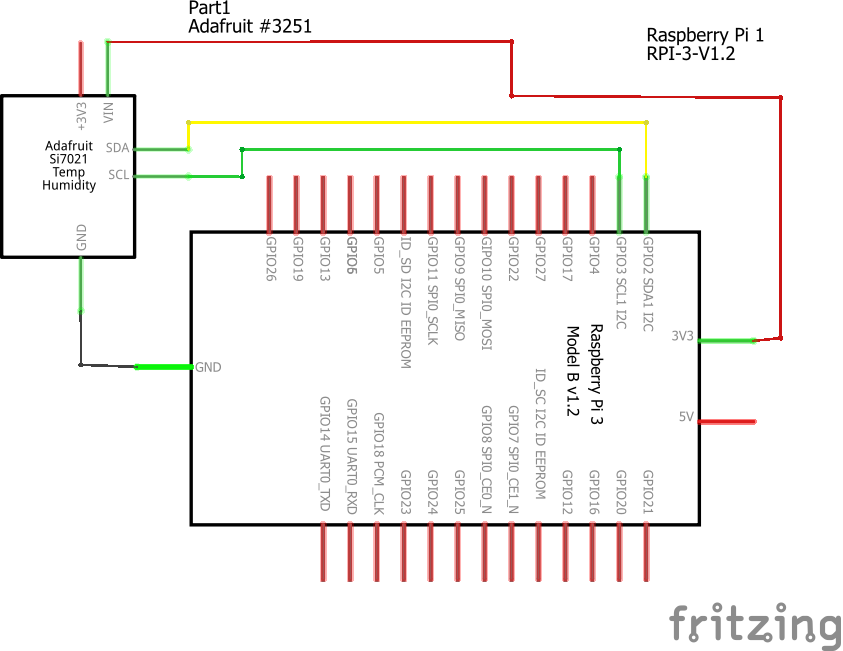 Part1
Adafruit #3251
Raspberry Pi 1
RPI-3-V1.2
+3V3
VIN
Adafruit
Si7021
Temp
Humidity
SDA
SCL
GND
GPIO26
GPIO19
GPIO13
GPIO6
GPIO5
ID_SD I2C ID EEPROM
GPIO11 SPI0_SCLK
GPIO9 SPI0_MISO
GIPO10 SPI0_MOSI
GPIO22
GPIO27
GPIO17
GPIO4
GPIO3 SCL1 I2C
GPIO2 SDA1 I2C
Raspberry Pi 3
Model B v1.2
3V3
5V
GND
GPIO14 UART0_TXD
GPIO15 UART0_RXD
GPIO18 PCM_CLK
GPIO23
GPIO24
GPIO25
GPIO8 SPI0_CE0_N
GPIO7 SPI0_CE1_N
ID_SC I2C ID EEPROM
GPIO12
GPIO16
GPIO20
GPIO21
fritzing